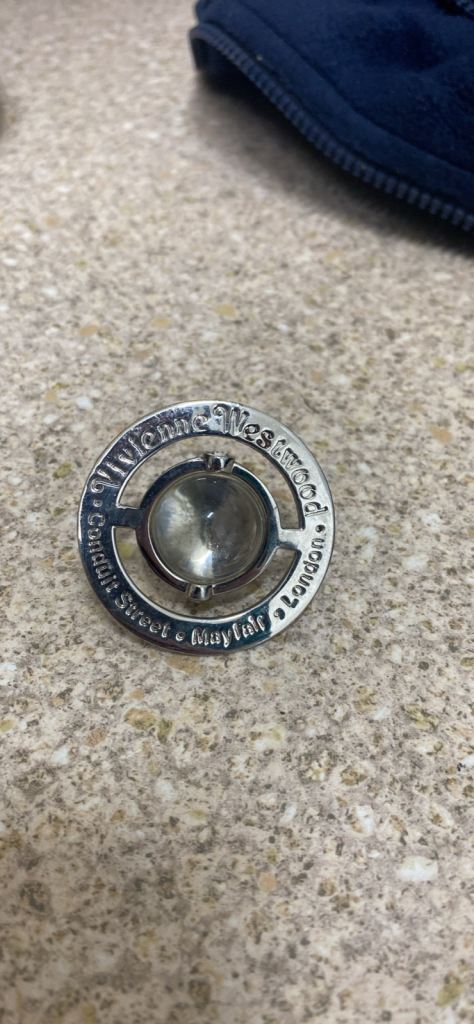 Vivienne Westwood
• Conduit Street • Mayfair • London •